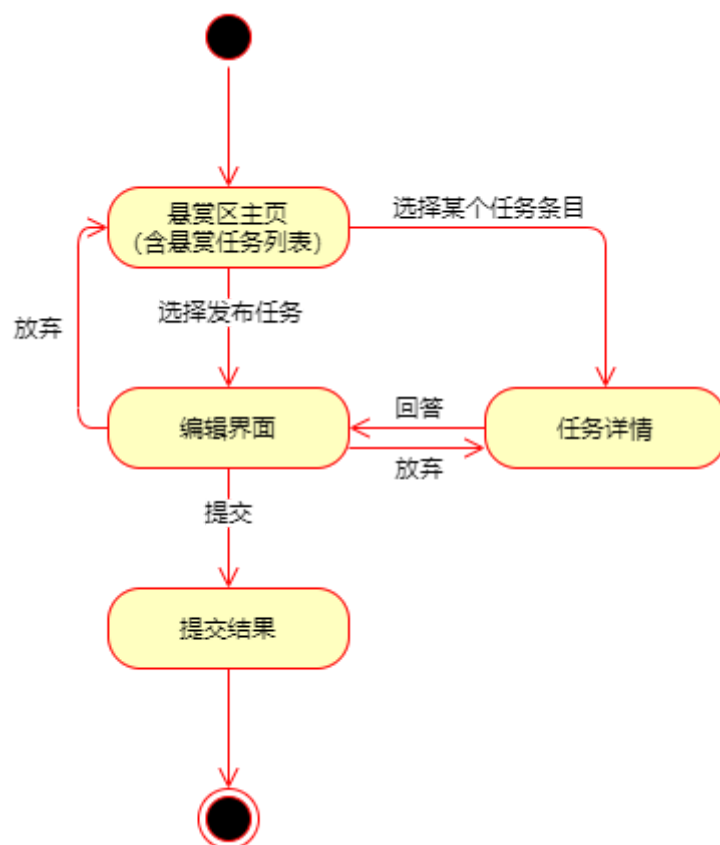 悬赏区主页
（含悬赏任务列表）
选择某个任务条目
选择发布任务
放弃
编辑界面
回答
放弃
任务详情
提交
提交结果